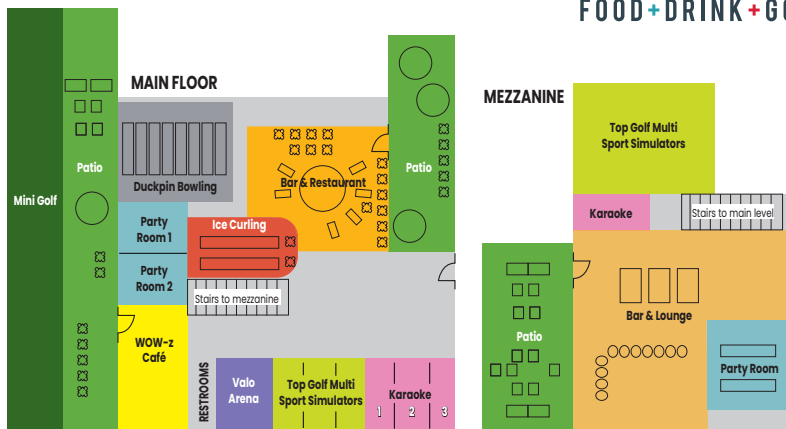 FOOD+DRINK+GO
MAIN FLOOR
MEZZANINE
Mini Golf
Patio
Duckpin Bowling
Bar & Restaurant
Patio
Party
Room 1
Ice Curling
Party
Room 2
Stairs to mezzanine
WOW-z
Café
RESTROOMS
Valo
Arena
Top Golf Multi
Sport Simulators
Karaoke
1
2
3
Top Golf Multi
Sport Simulators
Karaoke
Stairs to main level
Patio
Bar & Lounge
Party Room